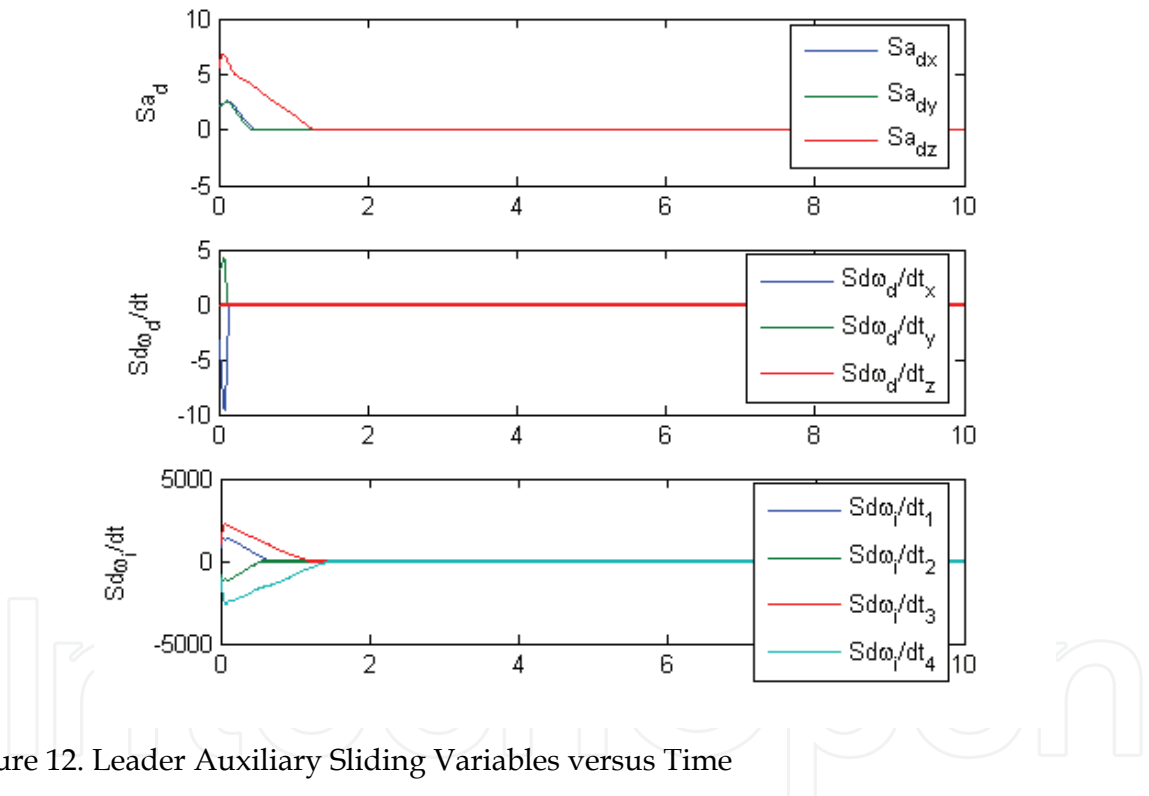 10
5
0
-5
Sa_d
Sa_dx
Sa_dy
Sa_dz
0 2 4 6 8 10
5
0
-5
-10
Sdω_d/dt
Sdω_d/dt_x
Sdω_d/dt_y
Sdω_d/dt_z
0 2 4 6 8 10
5000
0
-5000
Sdω_i/dt
Sdω_i/dt_1
Sdω_i/dt_2
Sdω_i/dt_3
Sdω_i/dt_4
0 2 4 6 10
ure 12. Leader Auxiliary Sliding Variables versus Time